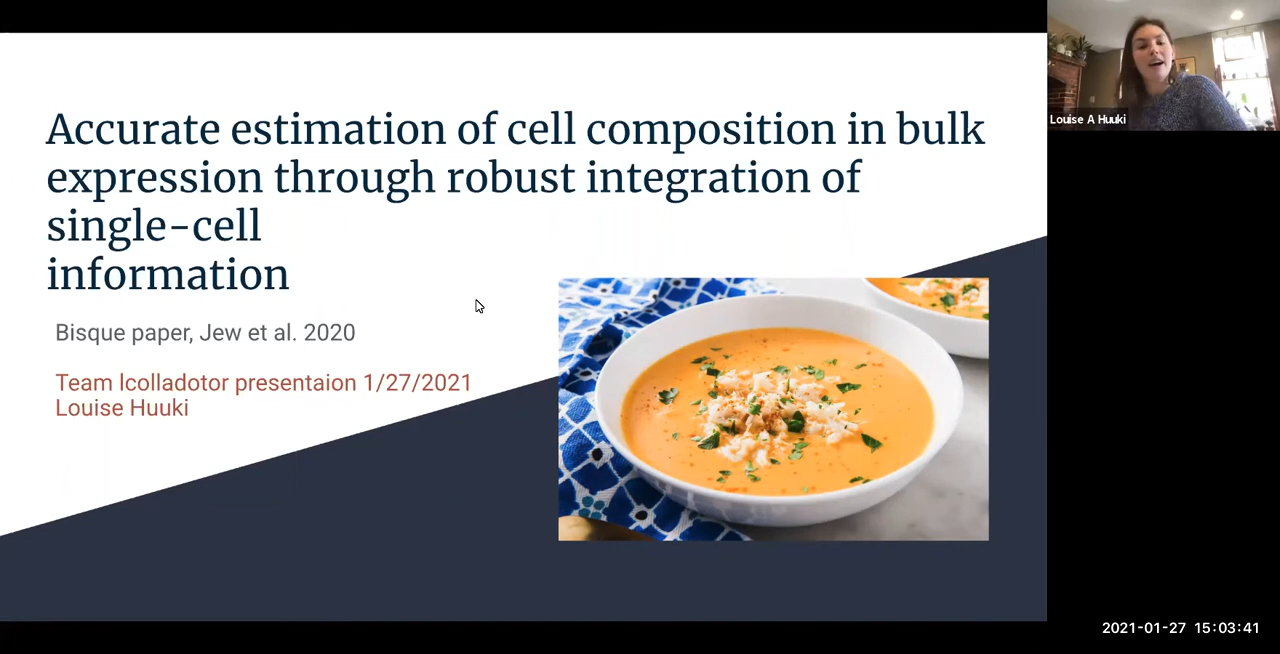 Accurate estimation of cell composition in bulk
expression through robust integration of
single-cell
information
Bisque paper, Jew et al. 2020
Team lcolladotor presentaion 1/27/2021
Louise Huuki
Louise A Huuki
2021-01-27 15:03:41